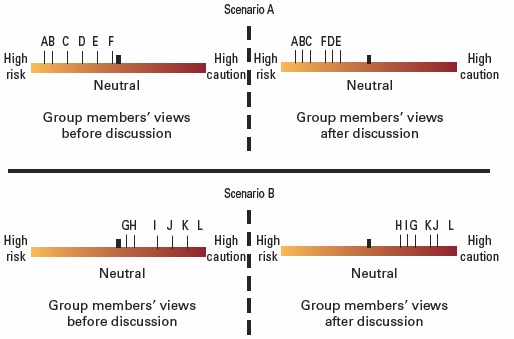 Scenario A
AB C D E F
ABC FDE
High risk
High caution
High risk
High caution
Neutral
Neutral
Group members' views
before discussion
Group members' views
after discussion
Scenario B
GH I J K L
HIG KJ L
High risk
High caution
High risk
High caution
Neutral
Neutral
Group members' views
before discussion
Group members' views
after discussion